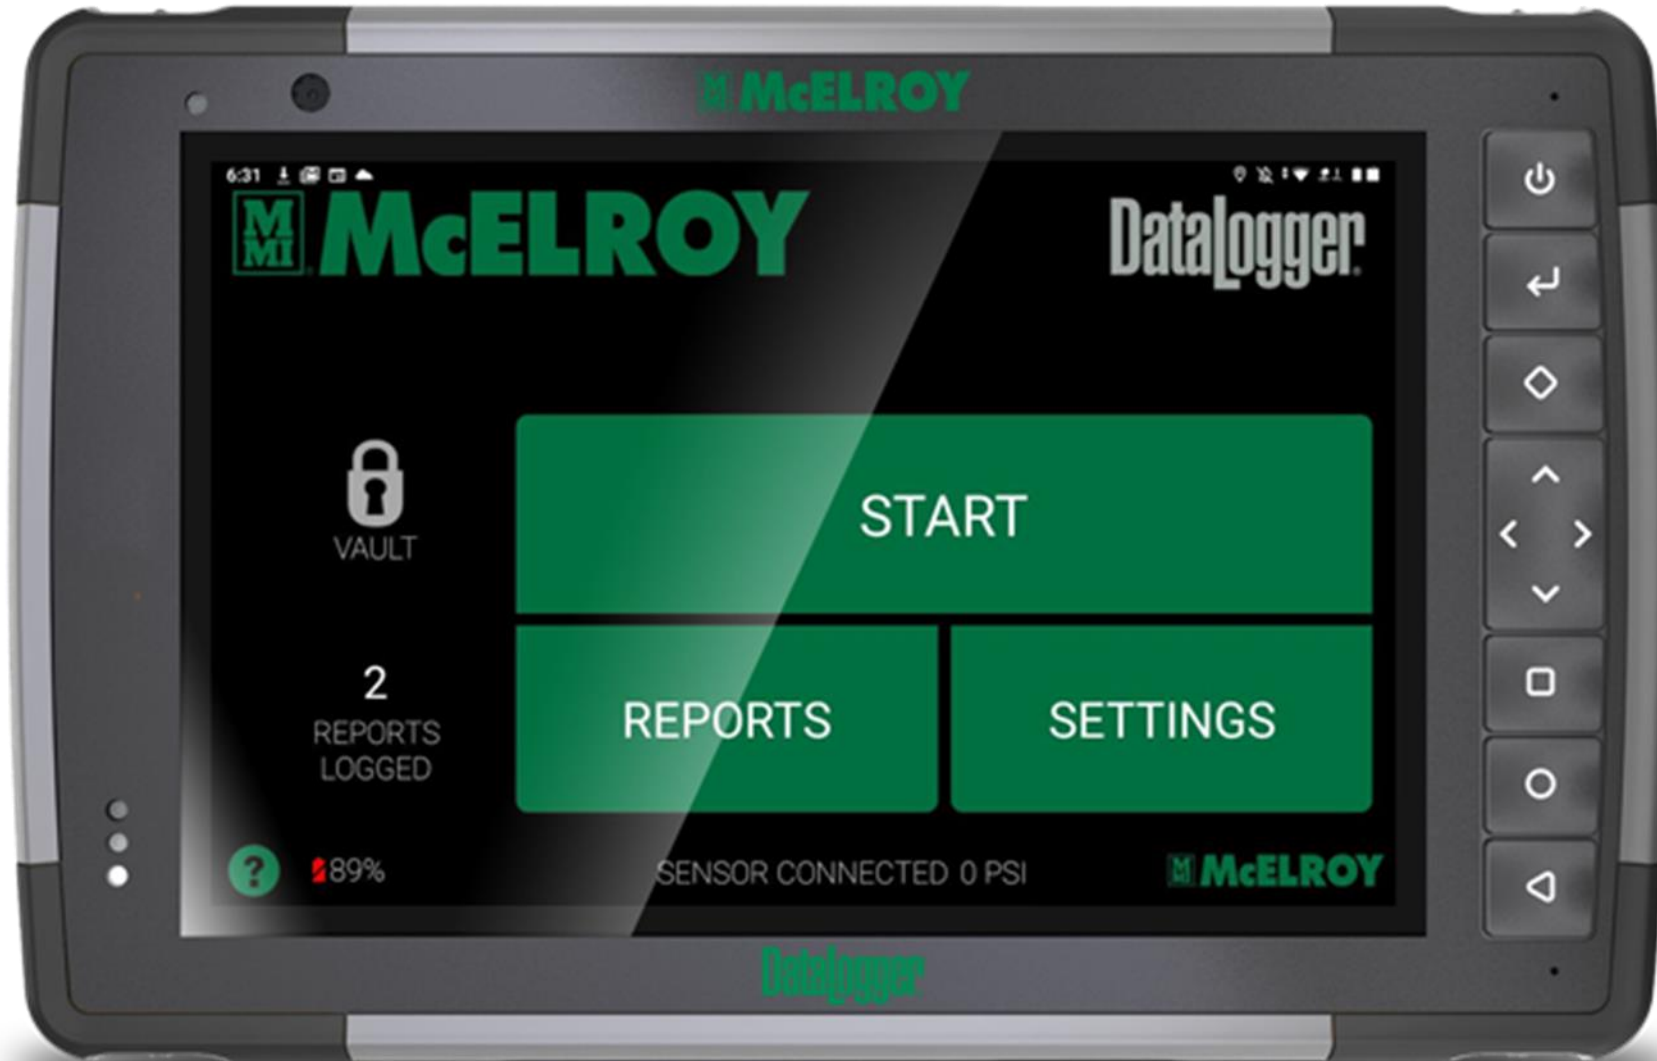 McELROY
6:31
M
MI
McELROY
DataLogger
START
VAULT
2
REPORTS
LOGGED
REPORTS
SETTINGS
?
89%
SENSOR CONNECTED 0 PSI
McELROY
DataLogger